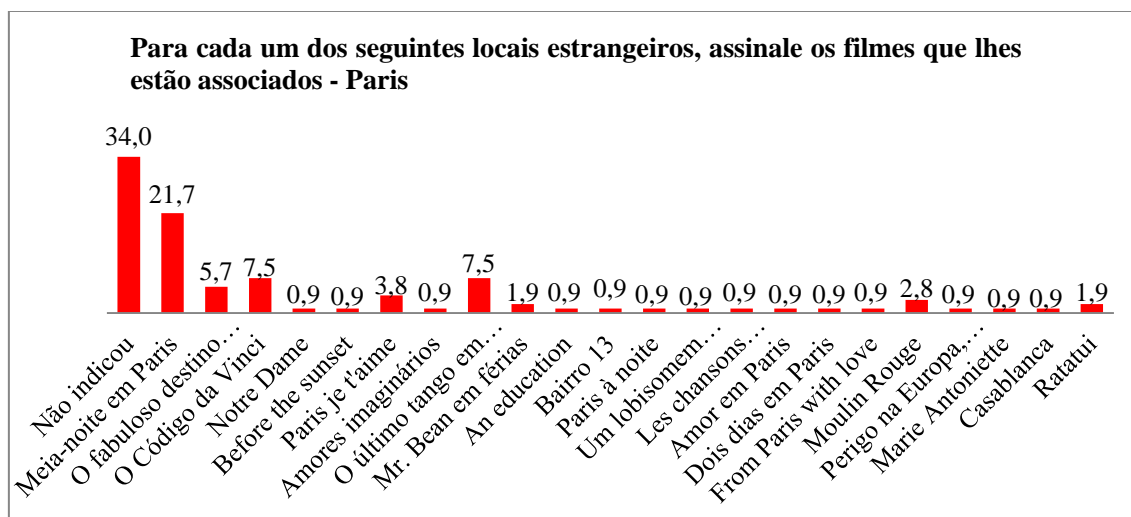 Para cada um dos seguintes locais estrangeiros, assinale os filmes que lhes
estão associados - Paris
34,0
21,7
5,7
7,5
0,9
0,9
3,8
0,9
7,5
1,9
0,9
0,9
0,9
0,9
0,9
0,9
0,9
0,9
2,8
0,9
0,9
0,9
1,9
Não indicou
Meia-noite em Paris
O fabuloso destino…
O Código da Vinci
Notre Dame
Before the sunset
Paris je t'aime
Amores imaginários
O último tango em…
Mr. Bean em férias
An education
Bairro 13
Paris à noite
Um lobisomem…
Les chansons…
Amor em Paris
Dois dias em Paris
From Paris with love
Moulin Rouge
Perigo na Europa,…
Marie Antoniette
Casablanca
Ratatui